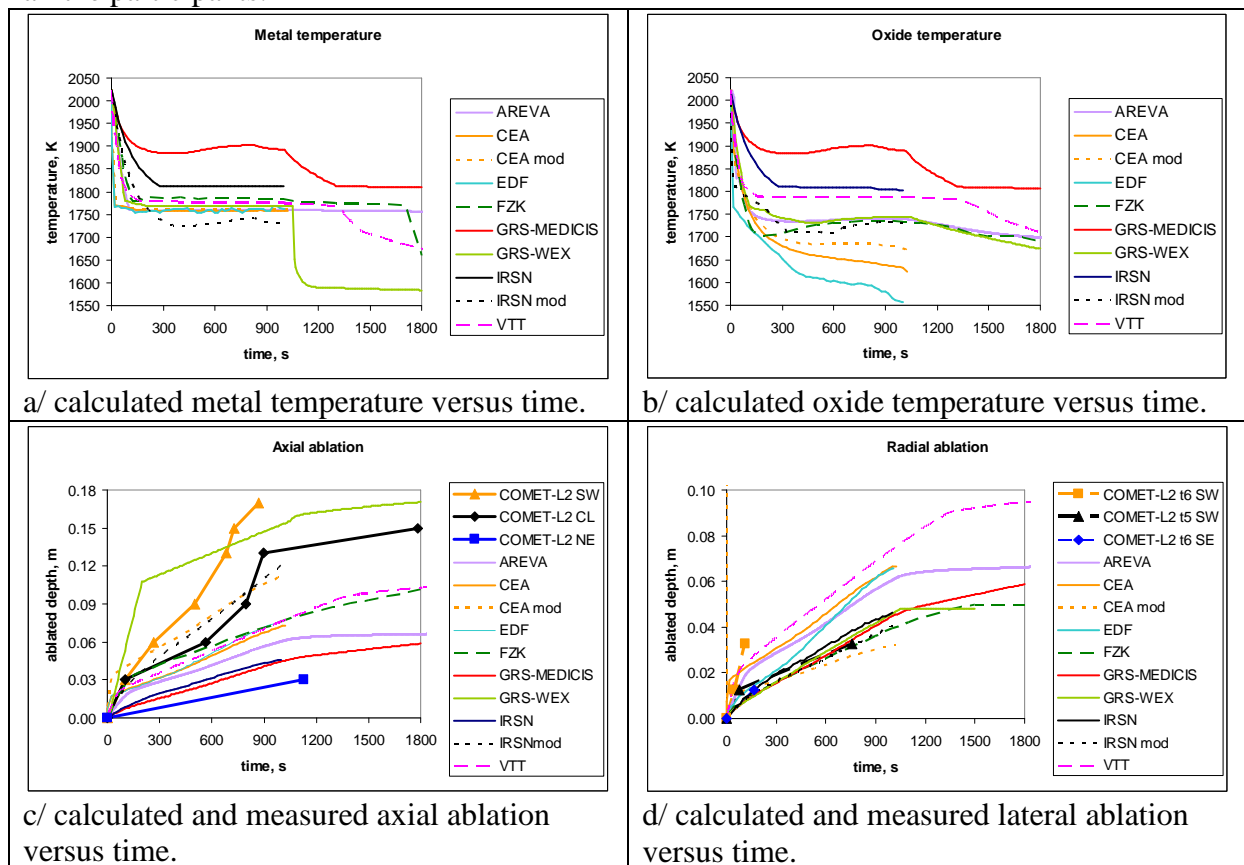 Metal temperature
2050
2000
1950
1900
1850
1800
1750
1700
1650
1600
1550
temperature, K
0 300 600 900 1200 1500 1800
time, s
AREVA
CEA
CEA mod
EDF
FZK
GRS-MEDICIS
GRS-WEX
IRSN
IRSN mod
VTT
a/ calculated metal temperature versus time.
Oxide temperature
2050
2000
1950
1900
1850
1800
1750
1700
1650
1600
1550
temperature, K
0 300 600 900 1200 1500 1800
time, s
AREVA
CEA
CEA mod
EDF
FZK
GRS-MEDICIS
GRS-WEX
IRSN
IRSN mod
VTT
b/ calculated oxide temperature versus time.
Axial ablation
0.18
0.15
0.12
0.09
0.06
0.03
0.00
ablated depth, m
0 300 600 900 1200 1500 1800
time, s
COMET-L2 SW
COMET-L2 CL
COMET-L2 NE
AREVA
CEA
CEA mod
EDF
FZK
GRS-MEDICIS
GRS-WEX
IRSN
IRSNmod
VTT
c/ calculated and measured axial ablation
versus time.
Radial ablation
0.10
0.08
0.06
0.04
0.02
0.00
ablated depth, m
0 300 600 900 1200 1500 1800
time, s
COMET-L2 t6 SW
COMET-L2 t5 SW
COMET-L2 t6 SE
AREVA
CEA
CEA mod
EDF
FZK
GRS-MEDICIS
GRS-WEX
IRSN
IRSN mod
VTT
d/ calculated and measured lateral ablation
versus time.